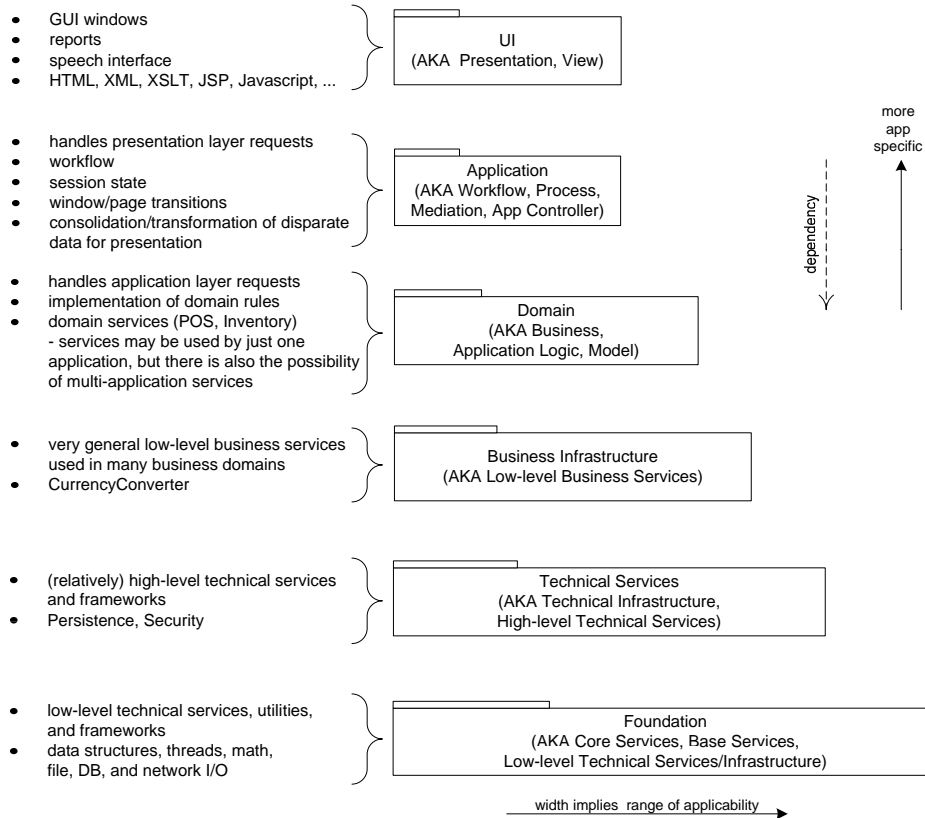 • GUI windows
• reports
• speech interface
• HTML, XML, XSLT, JSP, Javascript, ...
UI
(AKA Presentation, View)
• handles presentation layer requests
• workflow
• session state
• window/page transitions
• consolidation/transformation of disparate
data for presentation
Application
(AKA Workflow, Process,
Mediation, App Controller)
dependency
more
app
specific
• handles application layer requests
• implementation of domain rules
• domain services (POS, Inventory)
- services may be used by just one
application, but there is also the possibility
of multi-application services
Domain
(AKA Business,
Application Logic, Model)
• very general low-level business services
used in many business domains
• CurrencyConverter
Business Infrastructure
(AKA Low-level Business Services)
• (relatively) high-level technical services
and frameworks
• Persistence, Security
Technical Services
(AKA Technical Infrastructure,
High-level Technical Services)
• low-level technical services, utilities,
and frameworks
• data structures, threads, math,
file, DB, and network I/O
Foundation
(AKA Core Services, Base Services,
Low-level Technical Services/Infrastructure)
width implies range of applicability